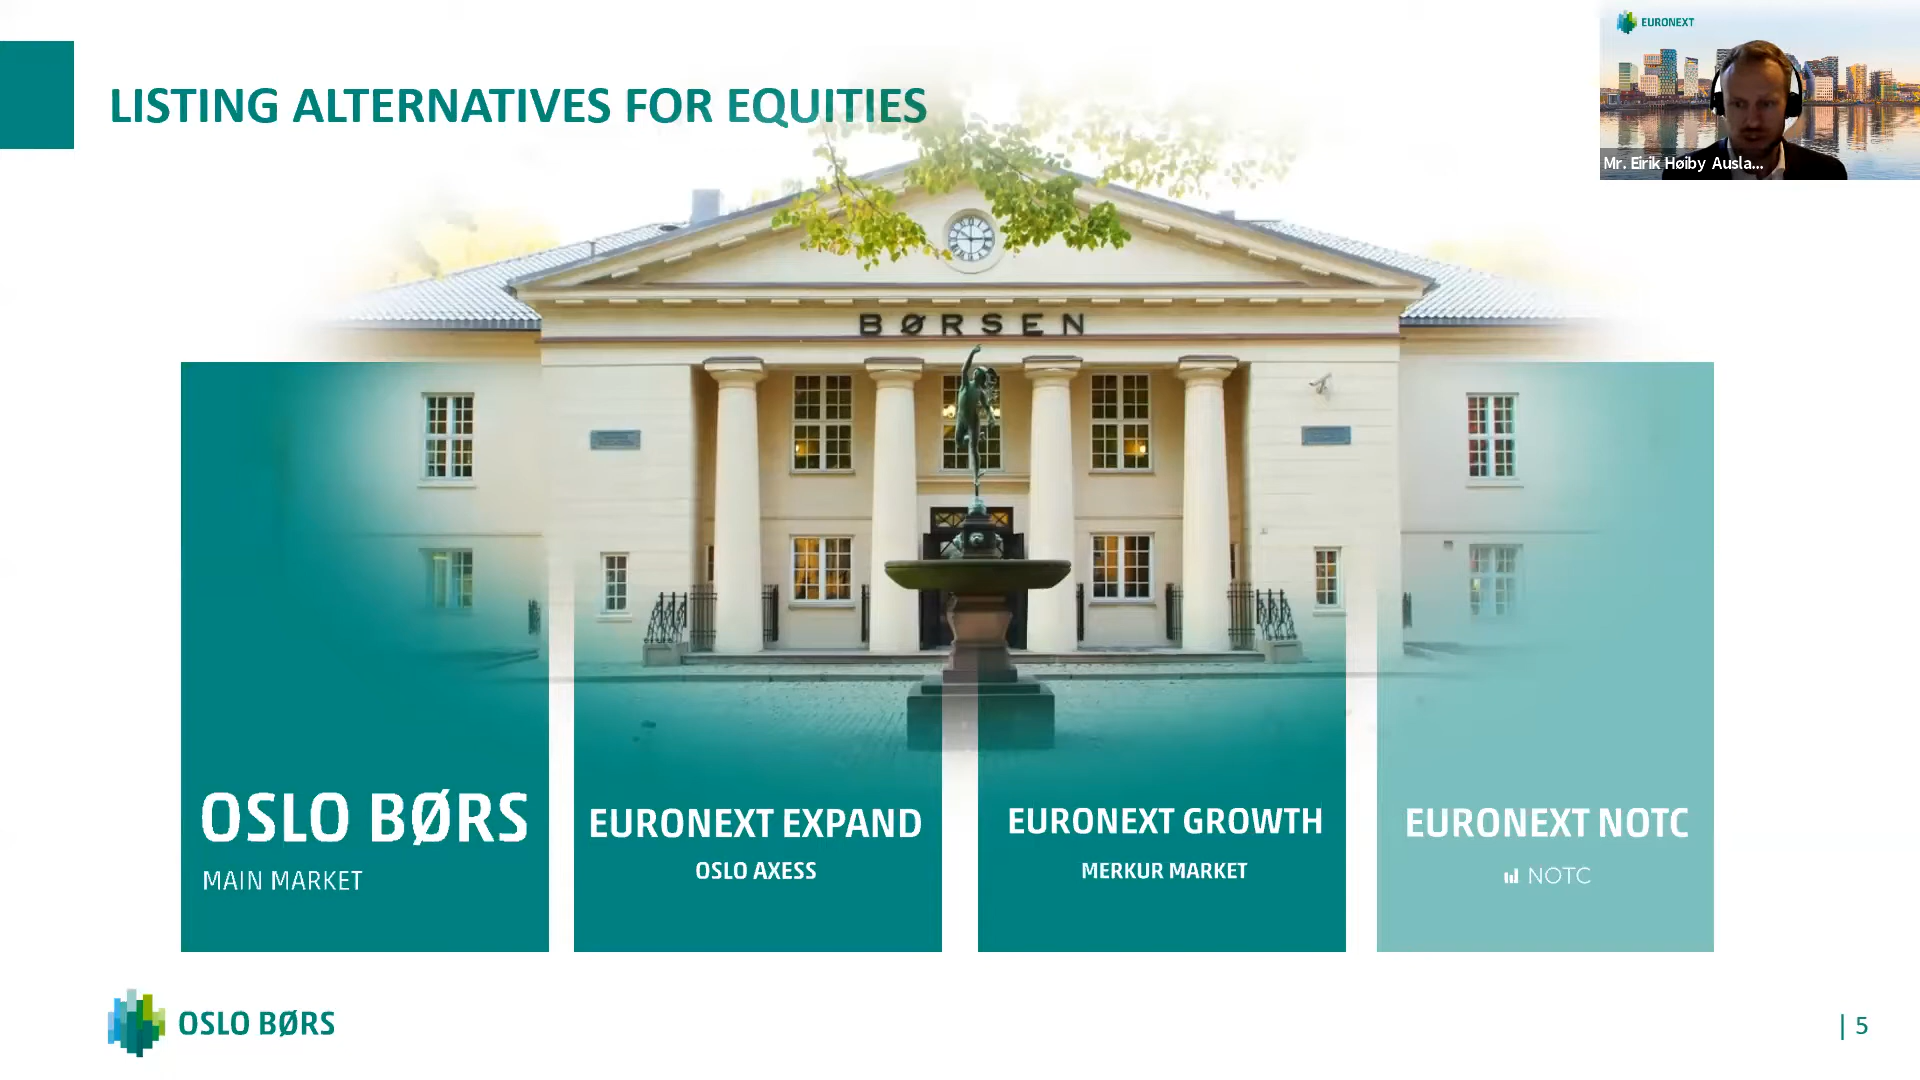 LISTING ALTERNATIVES FOR EQUITIES
EURONEXT
Mr. Eirik Høiby Ausla...
BØRSEN
OSLO BØRS
MAIN MARKET
EURONEXT EXPAND
OSLO AXESS
EURONEXT GROWTH
MERKUR MARKET
EURONEXT NOTC
NOTC
OSLO BØRS
| 5